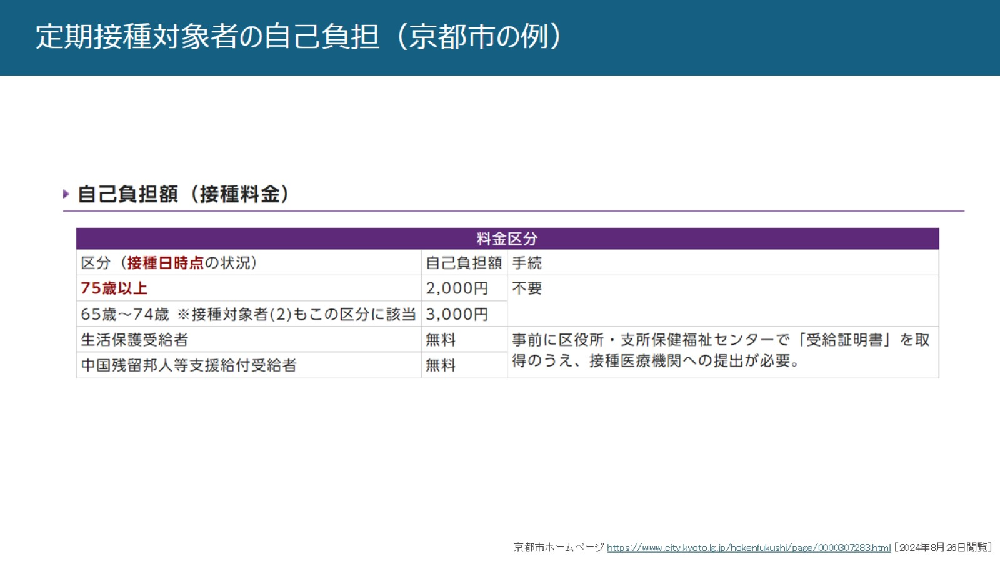 定期接種対象者の自己負担（京都市の例）
自己負担額（接種料金）
料金区分
区分（接種日時点の状況） 自己負担額 手続
75歳以上 2,000円 不要
65歳～74歳 ※接種対象者(2)もこの区分に該当 3,000円
生活保護受給者 無料 事前に区役所・支所保健福祉センターで「受給証明書」を取
得のうえ、接種医療機関への提出が必要。
中国残留邦人等支援給付受給者 無料
京都市ホームページ https://www.city.kyoto.lg.jp/hokenfukushi/page/0000307283.html [2024年8月26日閲覧]